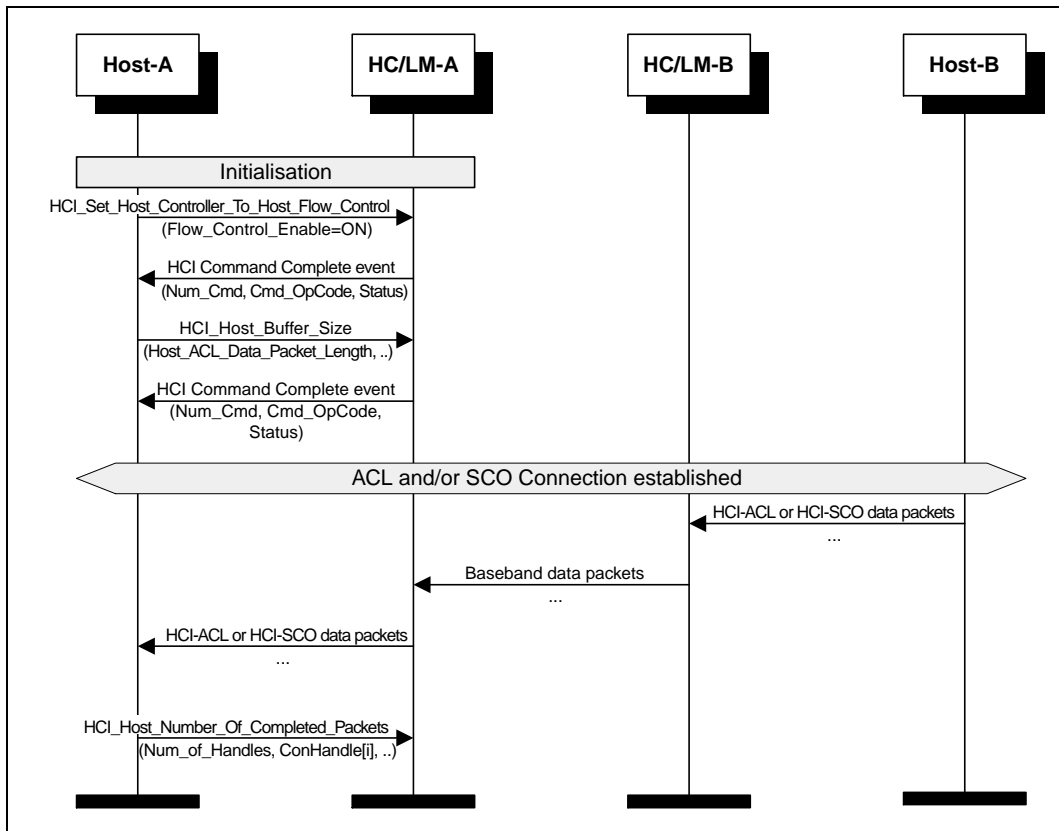 Host-A
HC/LM-A
HC/LM-B
Host-B
Initialisation
HCI_Set_Host_Controller_To_Host_Flow_Control
(Flow_Control_Enable=ON)
HCI Command Complete event
(Num_Cmd, Cmd_OpCode, Status)
HCI_Host_Buffer_Size
(Host_ACL_Data_Packet_Length, ..)
HCI Command Complete event
(Num_Cmd, Cmd_OpCode,
Status)
ACL and/or SCO Connection established
HCI-ACL or HCI-SCO data packets
...
Baseband data packets
...
HCI-ACL or HCI-SCO data packets
...
HCI_Host_Number_Of_Completed_Packets
(Num_of_Handles, ConHandle[i], ..)